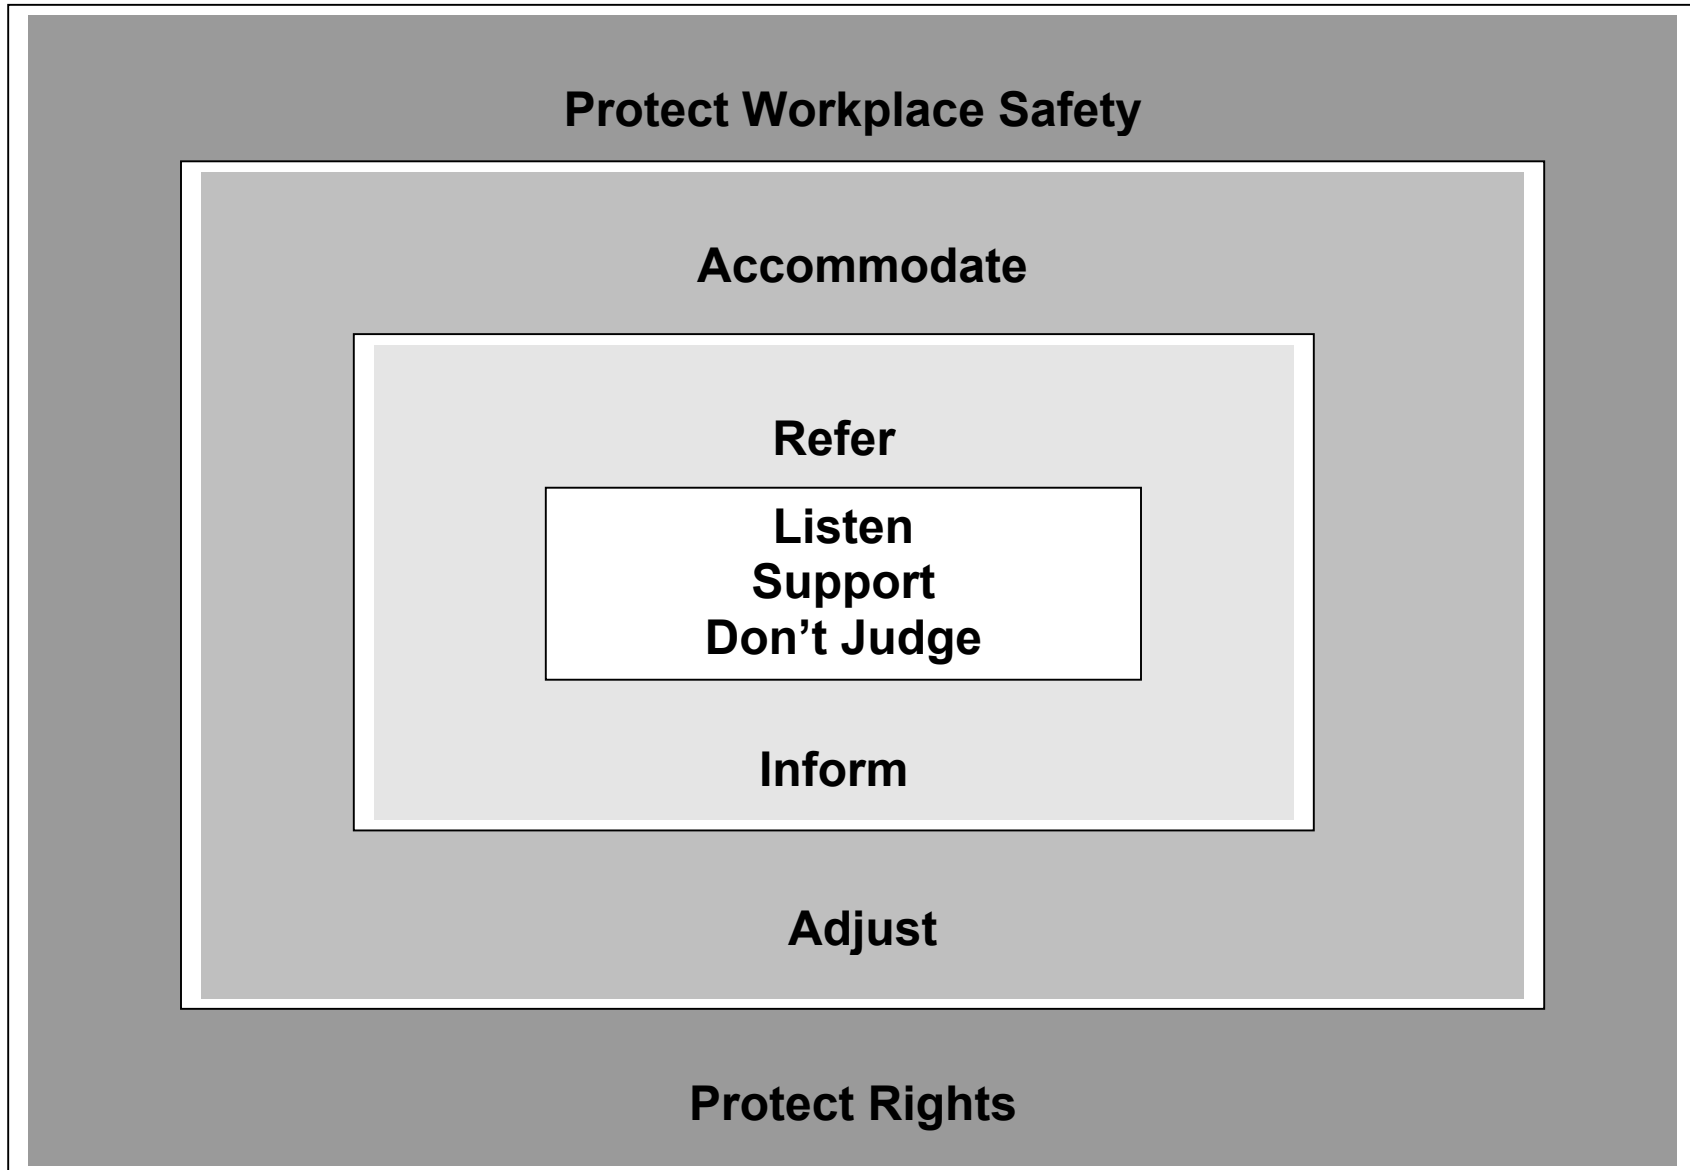 Protect Workplace Safety
Accommodate
Refer
Listen
Support
Don’t Judge
Inform
Adjust
Protect Rights